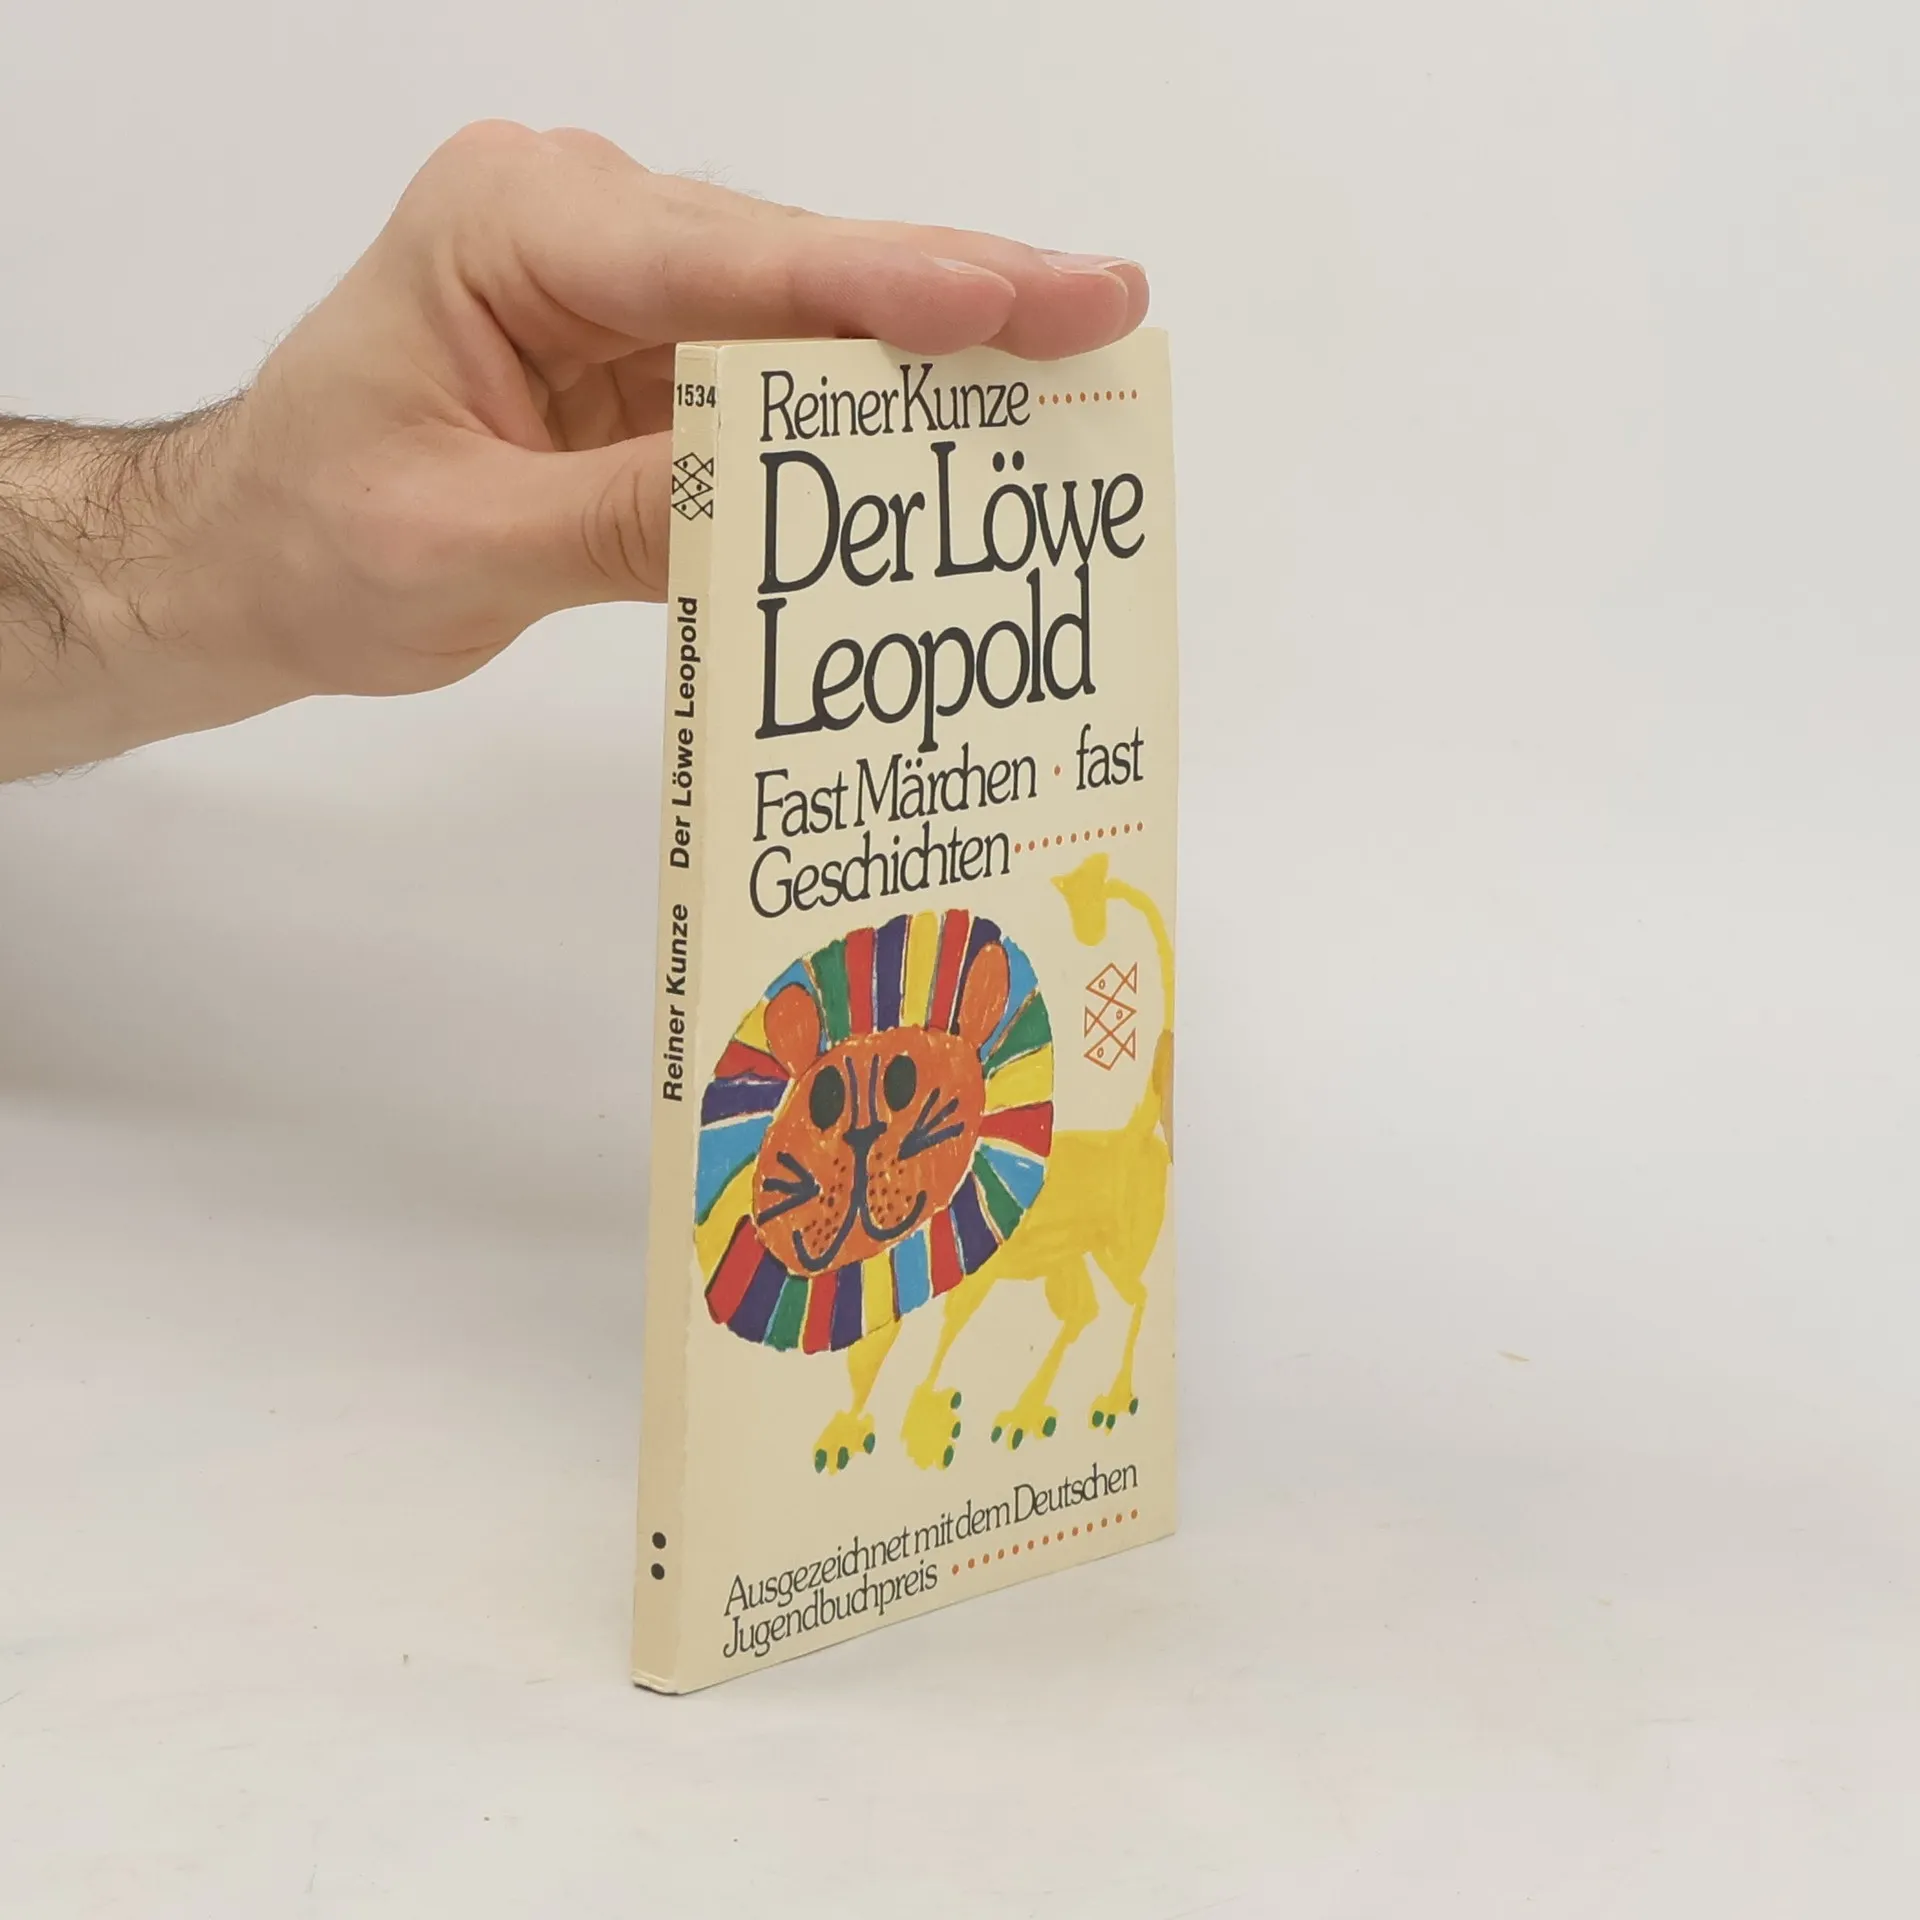 1534
Reiner Kunze Der Löwe Leopold
Reiner Kunze
Der Löwe
Leopold
Fast Märchen · fast
Geschichten
Ausgezeichnet mit dem Deutschen
Jugendbuchpreis